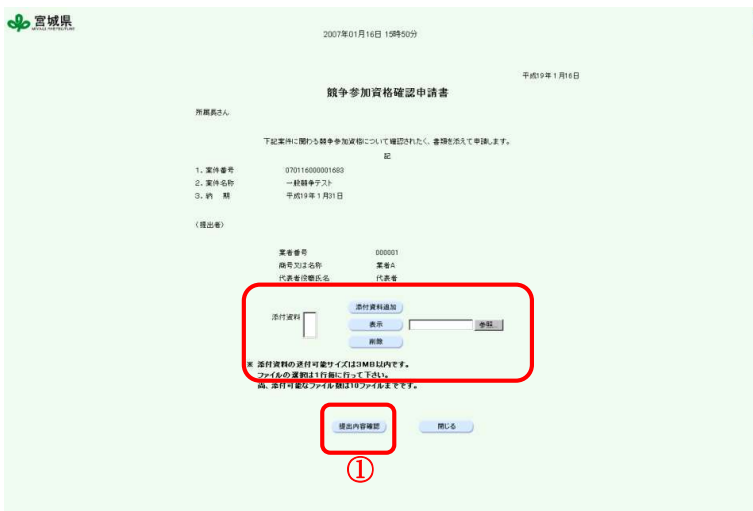 宮城県
MIYAGI PREFECTURE
2007年01月16日 15時50分
平成19年1月16日
競争参加資格確認申請書
所属長さん
下記案件に関わる競争参加資格について確認されたく、書類を添えて申請します。
記
1. 案件番号 070116000001683
2. 案件名称 一般競争テスト
3. 納 期 平成19年1月31日
(提出者)
業者番号 000001
商号又は名称 業者A
代表者役職氏名 代表者
添付資料追加
添付資料 表示 参照...
削除
※ 添付資料の送付可能サイズは3MB以内です。
ファイルの選択は1行毎に行って下さい。
尚、添付可能なファイル数は10ファイルまでです。
提出内容確認 閉じる
①